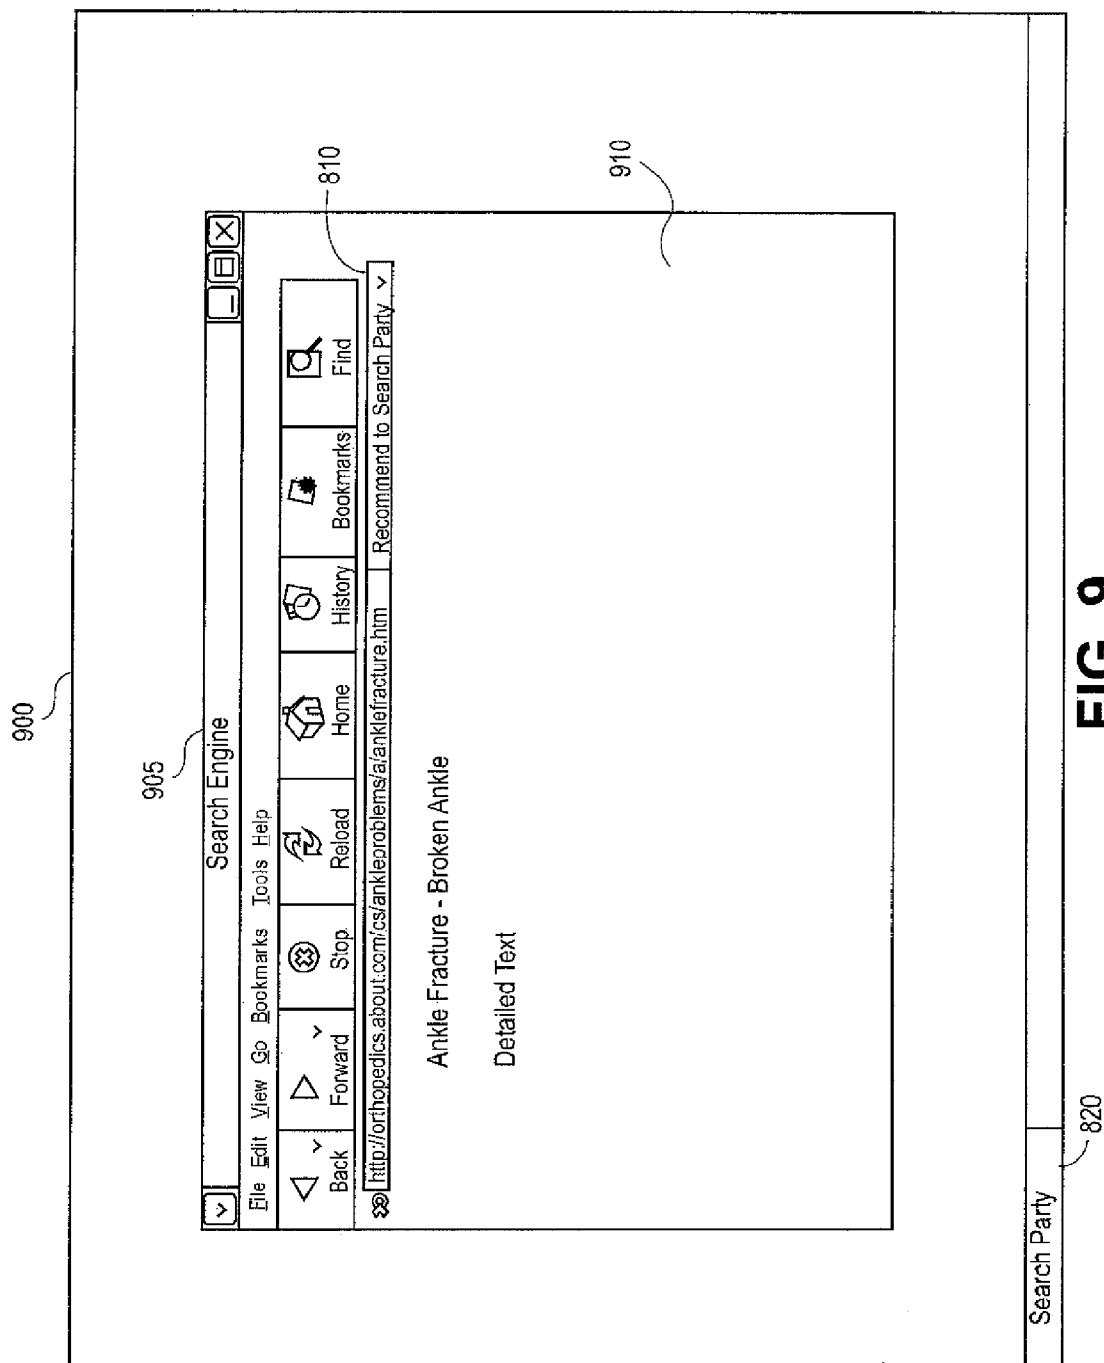 900
905
Search Engine
File Edit View Go Bookmarks Tools Help
810
Back Forward Stop Reload Home History Bookmarks Find
http://orthopedics.about.com/cs/ankleproblems/a/anklefracture.htm Recommend to Search Party
Ankle Fracture - Broken Ankle
Detailed Text
910
Search Party
820
FIG. 9